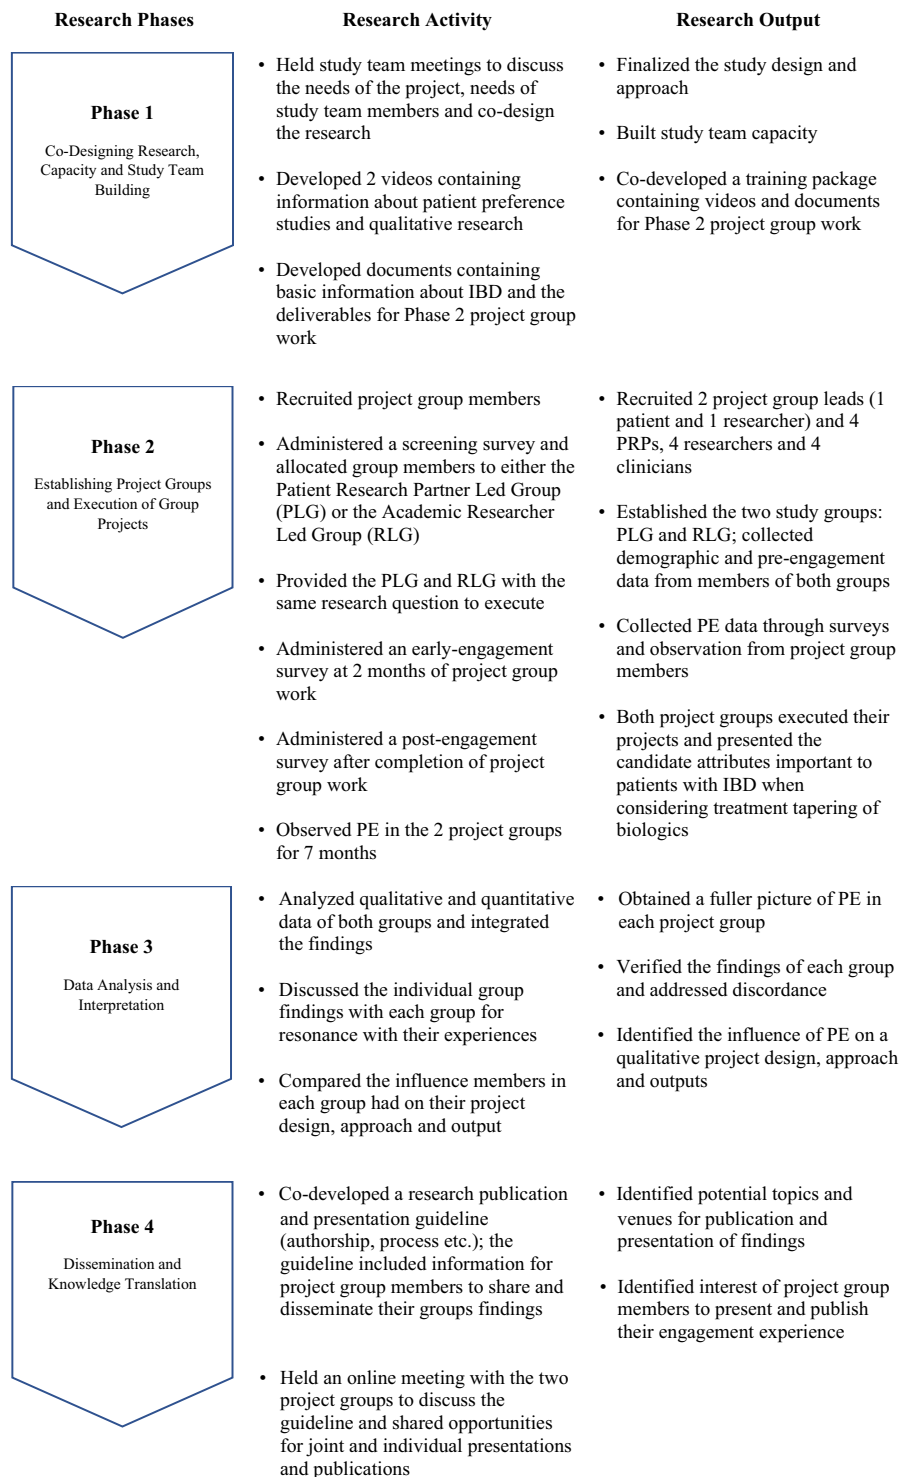 Research Phases
Research Activity
Research Output
Phase 1
Co-Designing Research,
Capacity and Study Team
Building
• Held study team meetings to discuss
the needs of the project, needs of
study team members and co-design
the research
• Developed 2 videos containing
information about patient preference
studies and qualitative research
• Developed documents containing
basic information about IBD and the
deliverables for Phase 2 project group
work
• Finalized the study design and
approach
• Built study team capacity
• Co-developed a training package
containing videos and documents
for Phase 2 project group work
Phase 2
Establishing Project Groups
and Execution of Group
Projects
• Recruited project group members
• Administered a screening survey and
allocated group members to either the
Patient Research Partner Led Group
(PLG) or the Academic Researcher
Led Group (RLG)
• Provided the PLG and RLG with the
same research question to execute
• Administered an early-engagement
survey at 2 months of project group
work
• Administered a post-engagement
survey after completion of project
group work
• Observed PE in the 2 project groups
for 7 months
• Recruited 2 project group leads (1
patient and 1 researcher) and 4
PRPs, 4 researchers and 4
clinicians
• Established the two study groups:
PLG and RLG; collected
demographic and pre-engagement
data from members of both groups
• Collected PE data through surveys
and observation from project group
members
• Both project groups executed their
projects and presented the
candidate attributes important to
patients with IBD when
considering treatment tapering of
biologics
Phase 3
Data Analysis and
Interpretation
• Analyzed qualitative and quantitative
data of both groups and integrated
the findings
• Discussed the individual group
findings with each group for
resonance with their experiences
• Compared the influence members in
each group had on their project
design, approach and output
• Obtained a fuller picture of PE in
each project group
• Verified the findings of each group
and addressed discordance
• Identified the influence of PE on a
qualitative project design, approach
and outputs
Phase 4
Dissemination and
Knowledge Translation
• Co-developed a research publication
and presentation guideline
(authorship, process etc.); the
guideline included information for
project group members to share and
disseminate their groups findings
• Held an online meeting with the two
project groups to discuss the
guideline and shared opportunities
for joint and individual presentations
and publications
• Identified potential topics and
venues for publication and
presentation of findings
• Identified interest of project group
members to present and publish
their engagement experience